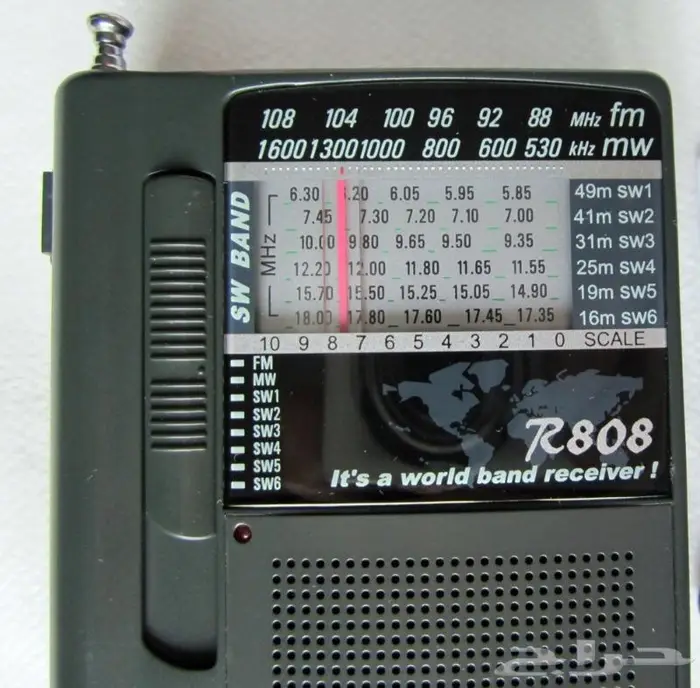 108 104 100 96 92 88 MHz fm
1600 1300 1000 800 600 530 kHz mw
SW BAND
MHz
6.30 6.20 6.05 5.95 5.85 49m sw1
7.45 7.30 7.20 7.10 7.00 41m sw2
10.00 9.80 9.65 9.50 9.35 31m sw3
12.20 12.00 11.80 11.65 11.55 25m sw4
15.70 15.50 15.25 15.05 14.90 19m sw5
18.00 17.80 17.60 17.45 17.35 16m sw6
10 9 8 7 6 5 4 3 2 1 0 SCALE
FM
MW
SW1
SW2
SW3
SW4
SW5
SW6
R808
It's a world band receiver !
حراج